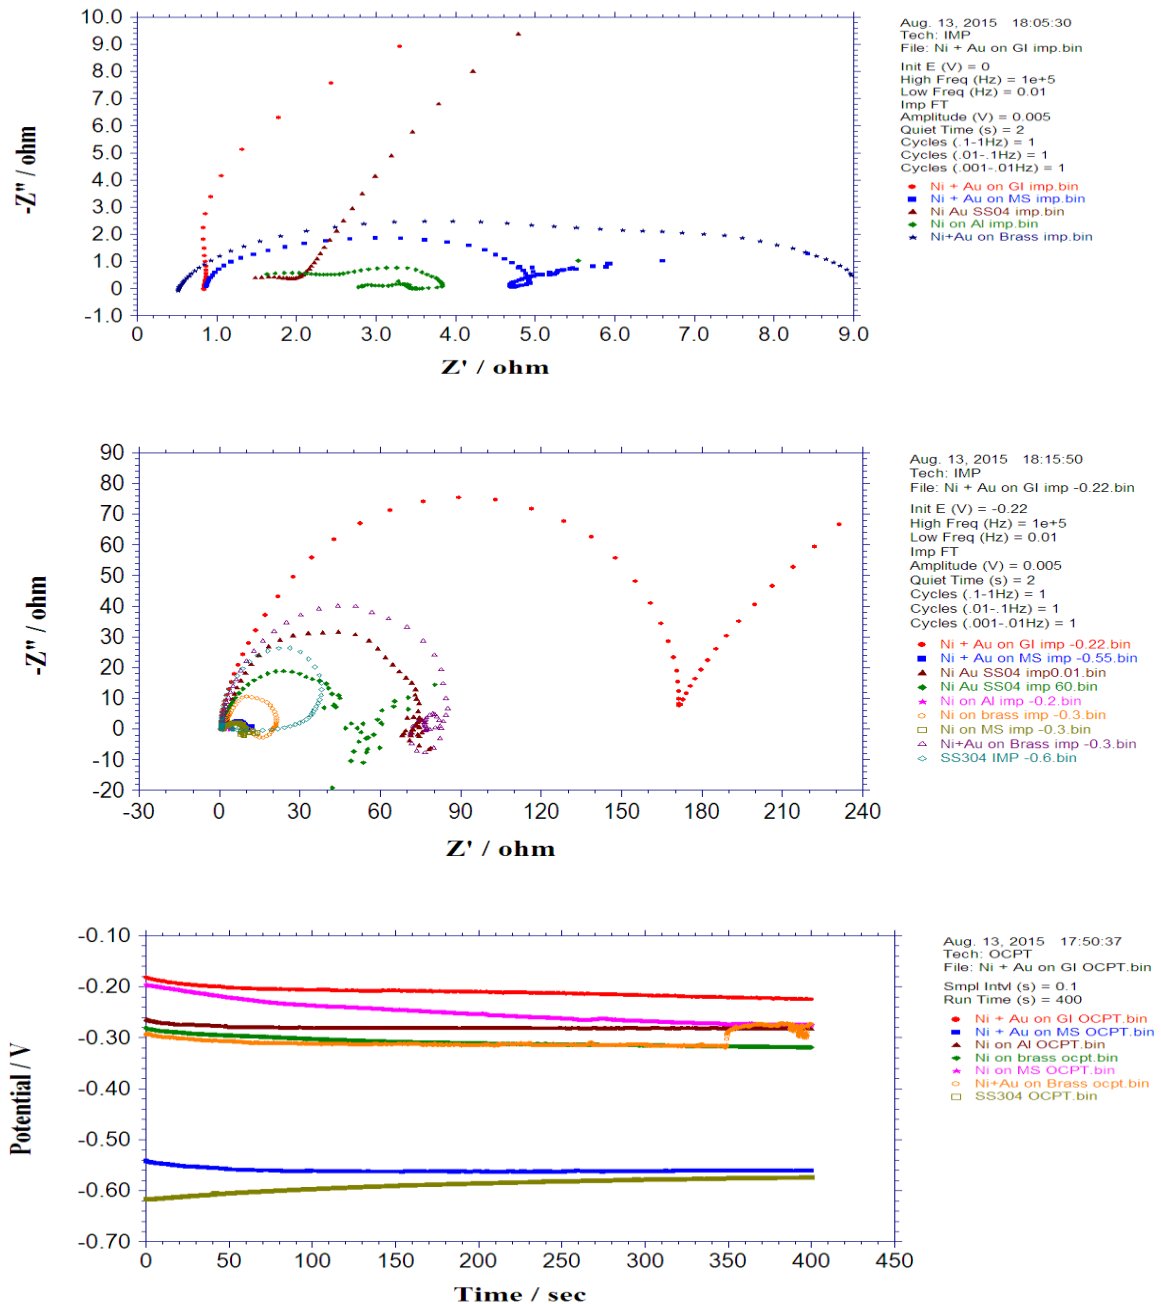 10.0
9.0
8.0
7.0
6.0
5.0
4.0
3.0
2.0
1.0
0
-1.0
-Z" / ohm
0
1.0
2.0
3.0
4.0
5.0
6.0
7.0
8.0
9.0
Z' / ohm
Aug. 13, 2015 18:05:30
Tech: IMP
File: Ni + Au on GI imp.bin
Init E (V) = 0
High Freq (Hz) = 1e+5
Low Freq (Hz) = 0.01
Imp FT
Amplitude (V) = 0.005
Quiet Time (s) = 2
Cycles (.1-1Hz) = 1
Cycles (.01-.1Hz) = 1
Cycles (.001-.01Hz) = 1
Ni + Au on GI imp.bin
Ni + Au on MS imp.bin
Ni Au SS04 imp.bin
Ni on Al imp.bin
Ni+Au on Brass imp.bin
90
80
70
60
50
40
30
20
10
0
-10
-20
-Z" / ohm
-30
0
30
60
90
120
150
180
210
240
Z' / ohm
Aug. 13, 2015 18:15:50
Tech: IMP
File: Ni + Au on GI imp -0.22.bin
Init E (V) = -0.22
High Freq (Hz) = 1e+5
Low Freq (Hz) = 0.01
Imp FT
Amplitude (V) = 0.005
Quiet Time (s) = 2
Cycles (.1-1Hz) = 1
Cycles (.01-.1Hz) = 1
Cycles (.001-.01Hz) = 1
Ni + Au on GI imp -0.22.bin
Ni + Au on MS imp -0.55.bin
Ni Au SS04 imp0.01.bin
Ni Au SS04 imp 60.bin
Ni on Al imp -0.2.bin
Ni on brass imp -0.3.bin
Ni on MS imp -0.3.bin
Ni+Au on Brass imp -0.3.bin
SS304 IMP -0.6.bin
-0.10
-0.20
-0.30
-0.40
-0.50
-0.60
-0.70
Potential / V
0
50
100
150
200
250
300
350
400
450
Time / sec
Aug. 13, 2015 17:50:37
Tech: OCPT
File: Ni + Au on GI OCPT.bin
Smpl Intvl (s) = 0.1
Run Time (s) = 400
Ni + Au on GI OCPT.bin
Ni + Au on MS OCPT.bin
Ni on Al OCPT.bin
Ni on brass ocpt.bin
Ni on MS OCPT.bin
Ni+Au on Brass ocpt.bin
SS304 OCPT.bin